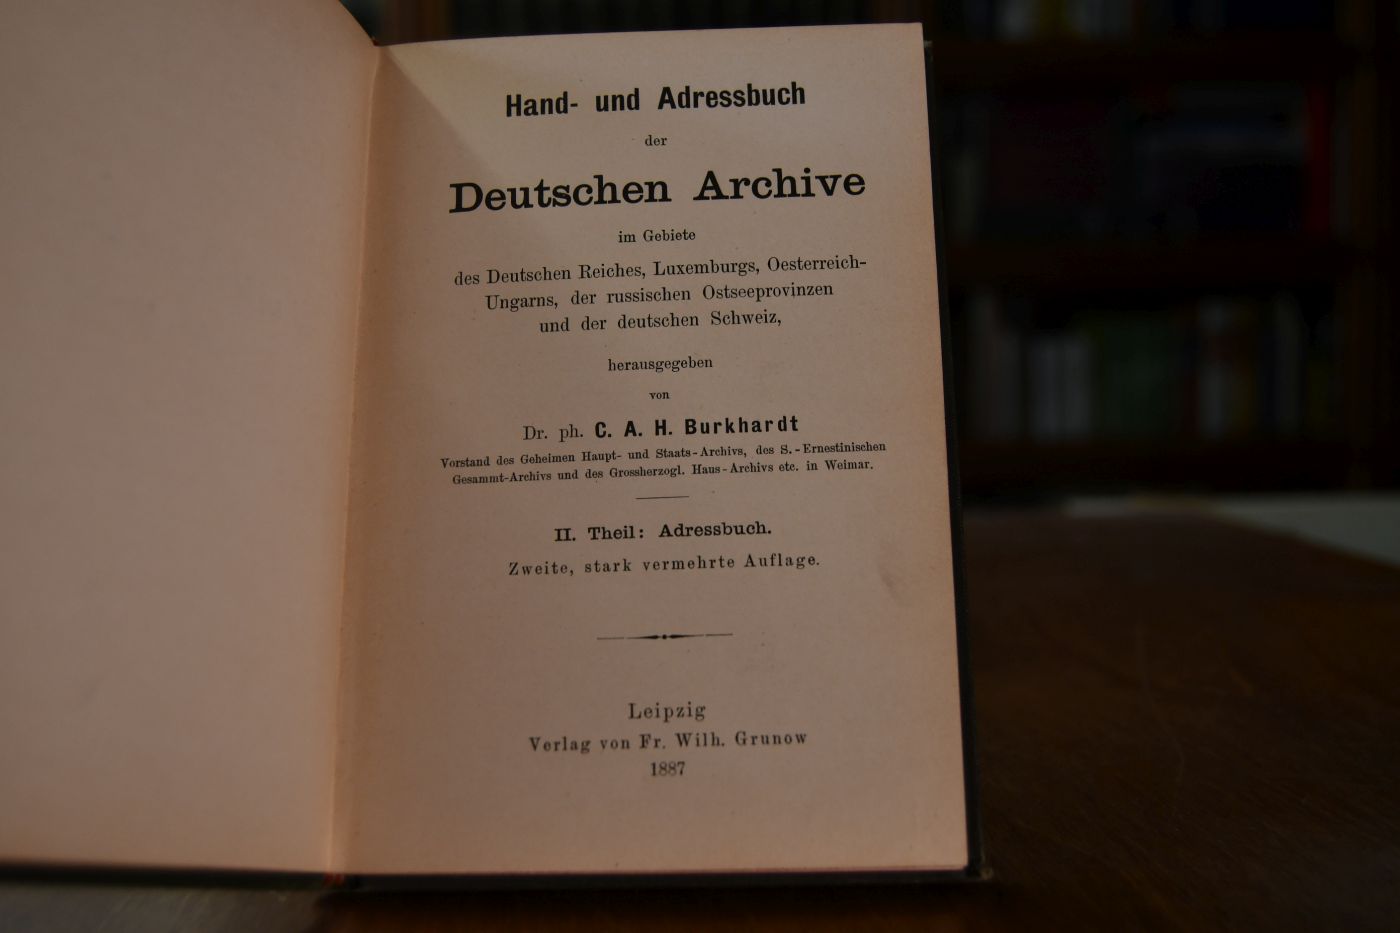 Hand- und Adressbuch
der
Deutschen Archive
im Gebiete
des Deutschen Reiches, Luxemburgs, Oesterreich-
Ungarns, der russischen Ostseeprovinzen
und der deutschen Schweiz,
herausgegeben
von
Dr. ph. C. A. H. Burkhardt
Vorstand des Geheimen Haupt- und Staats-Archivs, des S.-Ernestinischen
Gesammt-Archivs und des Grossherzogl. Haus-Archivs etc. in Weimar.
II. Theil: Adressbuch.
Zweite, stark vermehrte Auflage.
Leipzig
Verlag von Fr. Wilh. Grunow
1887